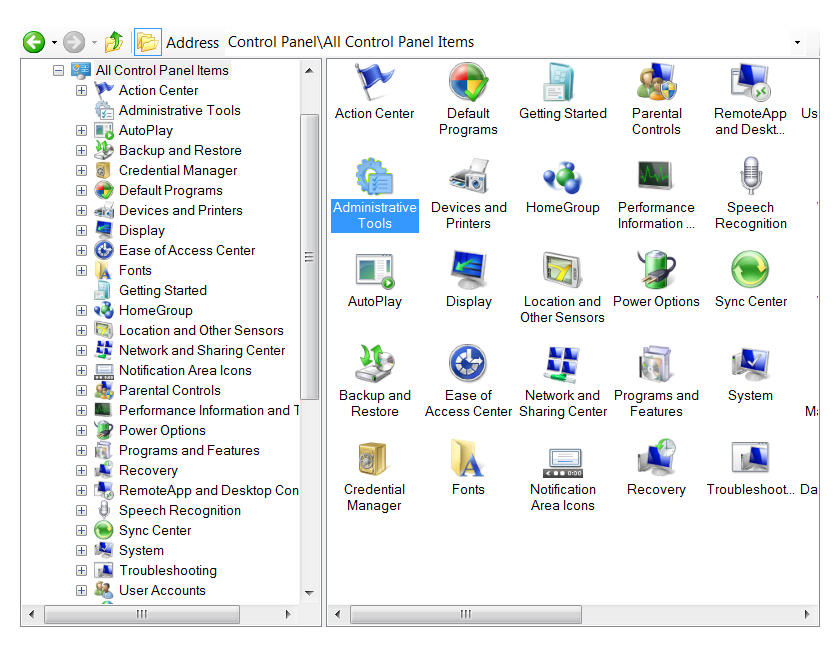 Address Control Panel\All Control Panel Items
All Control Panel Items
Action Center
Administrative Tools
AutoPlay
Backup and Restore
Credential Manager
Default Programs
Devices and Printers
Display
Ease of Access Center
Fonts
Getting Started
HomeGroup
Location and Other Sensors
Network and Sharing Center
Notification Area Icons
Parental Controls
Performance Information and T
Power Options
Programs and Features
Recovery
RemoteApp and Desktop Con
Speech Recognition
Sync Center
System
Troubleshooting
User Accounts
Action Center
Default
Programs
Getting Started
Parental
Controls
RemoteApp
and Deskt...
Us
Administrative
Tools
Devices and
Printers
HomeGroup
Performance
Information ...
Speech
Recognition
AutoPlay
Display
Location and
Other Sensors
Power Options
Sync Center
Backup and
Restore
Ease of
Access Center
Network and
Sharing Center
Programs and
Features
System
Credential
Manager
Fonts
Notification
Area Icons
Recovery
Troubleshoot...
Da